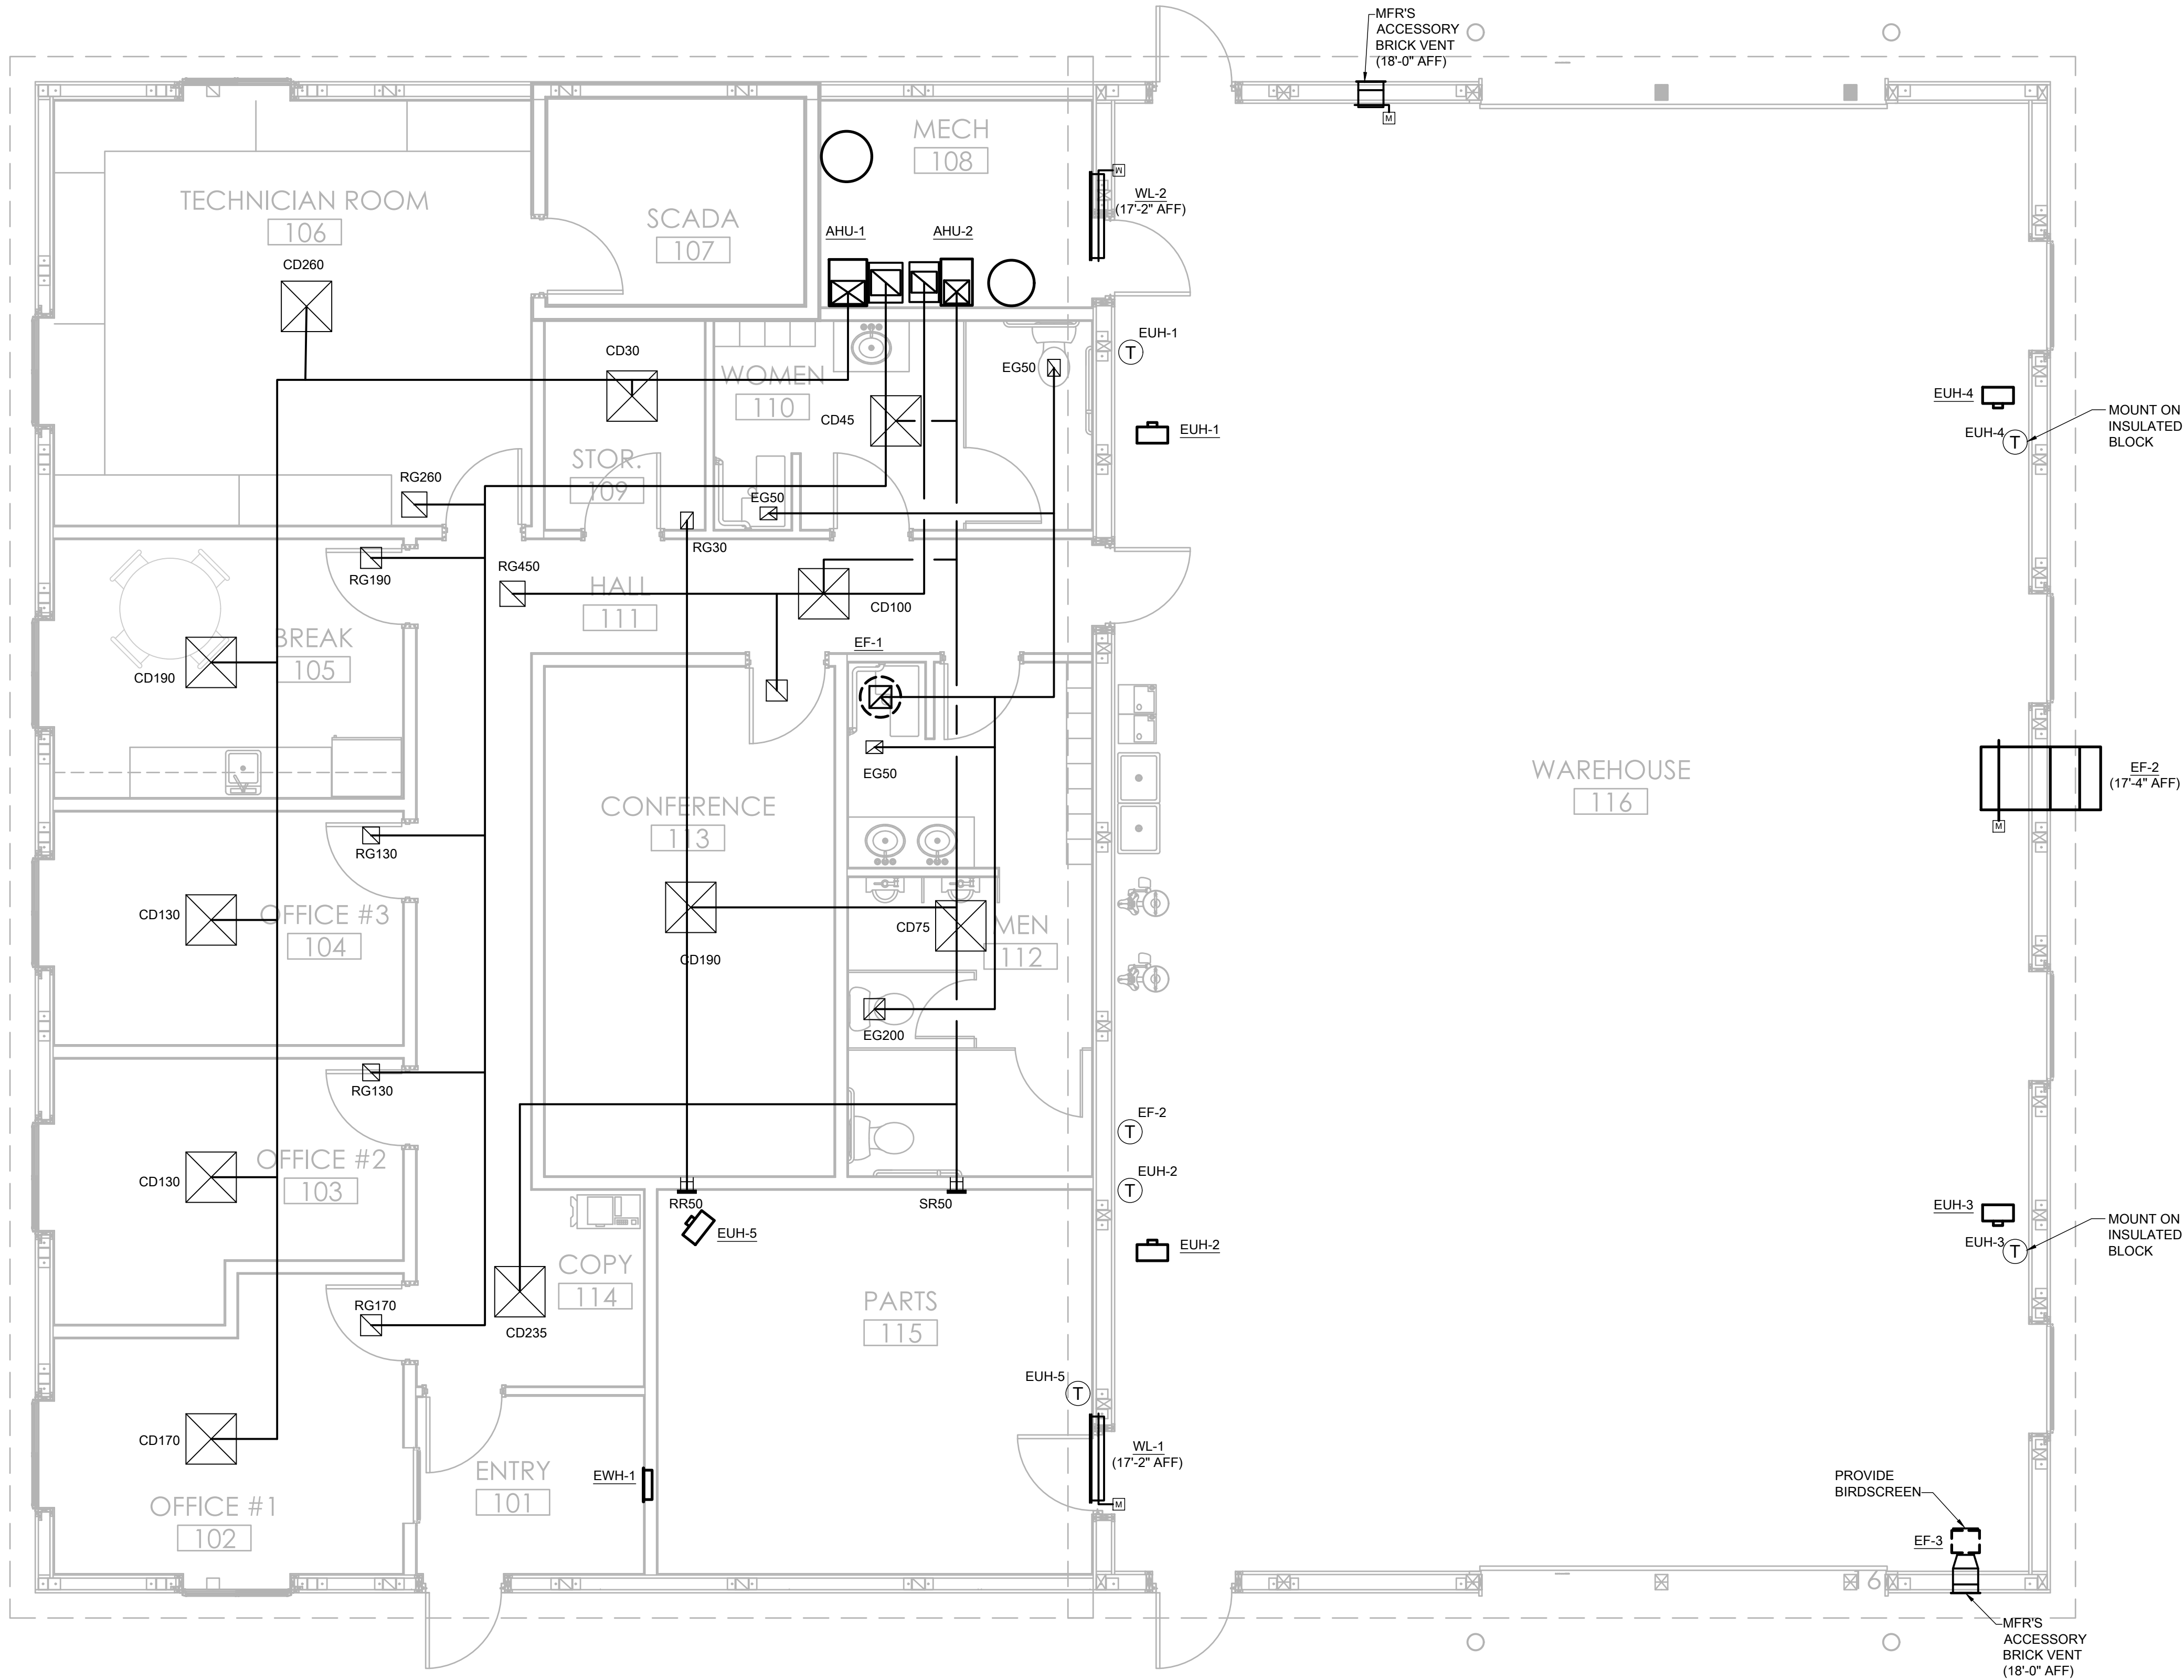 MFR'S
ACCESSORY
BRICK VENT
(18'-0" AFF)
M
MECH
108
M
WL-2
(17'-2" AFF)
TECHNICIAN ROOM
106
SCADA
107
AHU-1
AHU-2
CD260
EUH-1
T
CD30
EG50
WOMEN
110
CD45
EUH-4
MOUNT ON
INSULATED
BLOCK
EUH-1
EUH-4
T
STOR.
109
RG260
EG50
RG30
RG190
RG450
HALL
111
CD100
BREAK
105
EF-1
CD190
EG50
WAREHOUSE
116
EF-2
(17'-4" AFF)
M
CONFERENCE
113
RG130
CD130
OFFICE #3
104
CD75
MEN
112
CD190
EG200
RG130
EF-2
T
OFFICE #2
103
CD130
EUH-2
T
RR50
SR50
EUH-3
MOUNT ON
INSULATED
BLOCK
EUH-5
EUH-2
EUH-3
T
COPY
114
RG170
CD235
PARTS
115
EUH-5
T
CD170
WL-1
(17'-2" AFF)
M
ENTRY
101
EWH-1
PROVIDE
BIRDSCREEN
OFFICE #1
102
EF-3
16
MFR'S
ACCESSORY
BRICK VENT
(18'-0" AFF)